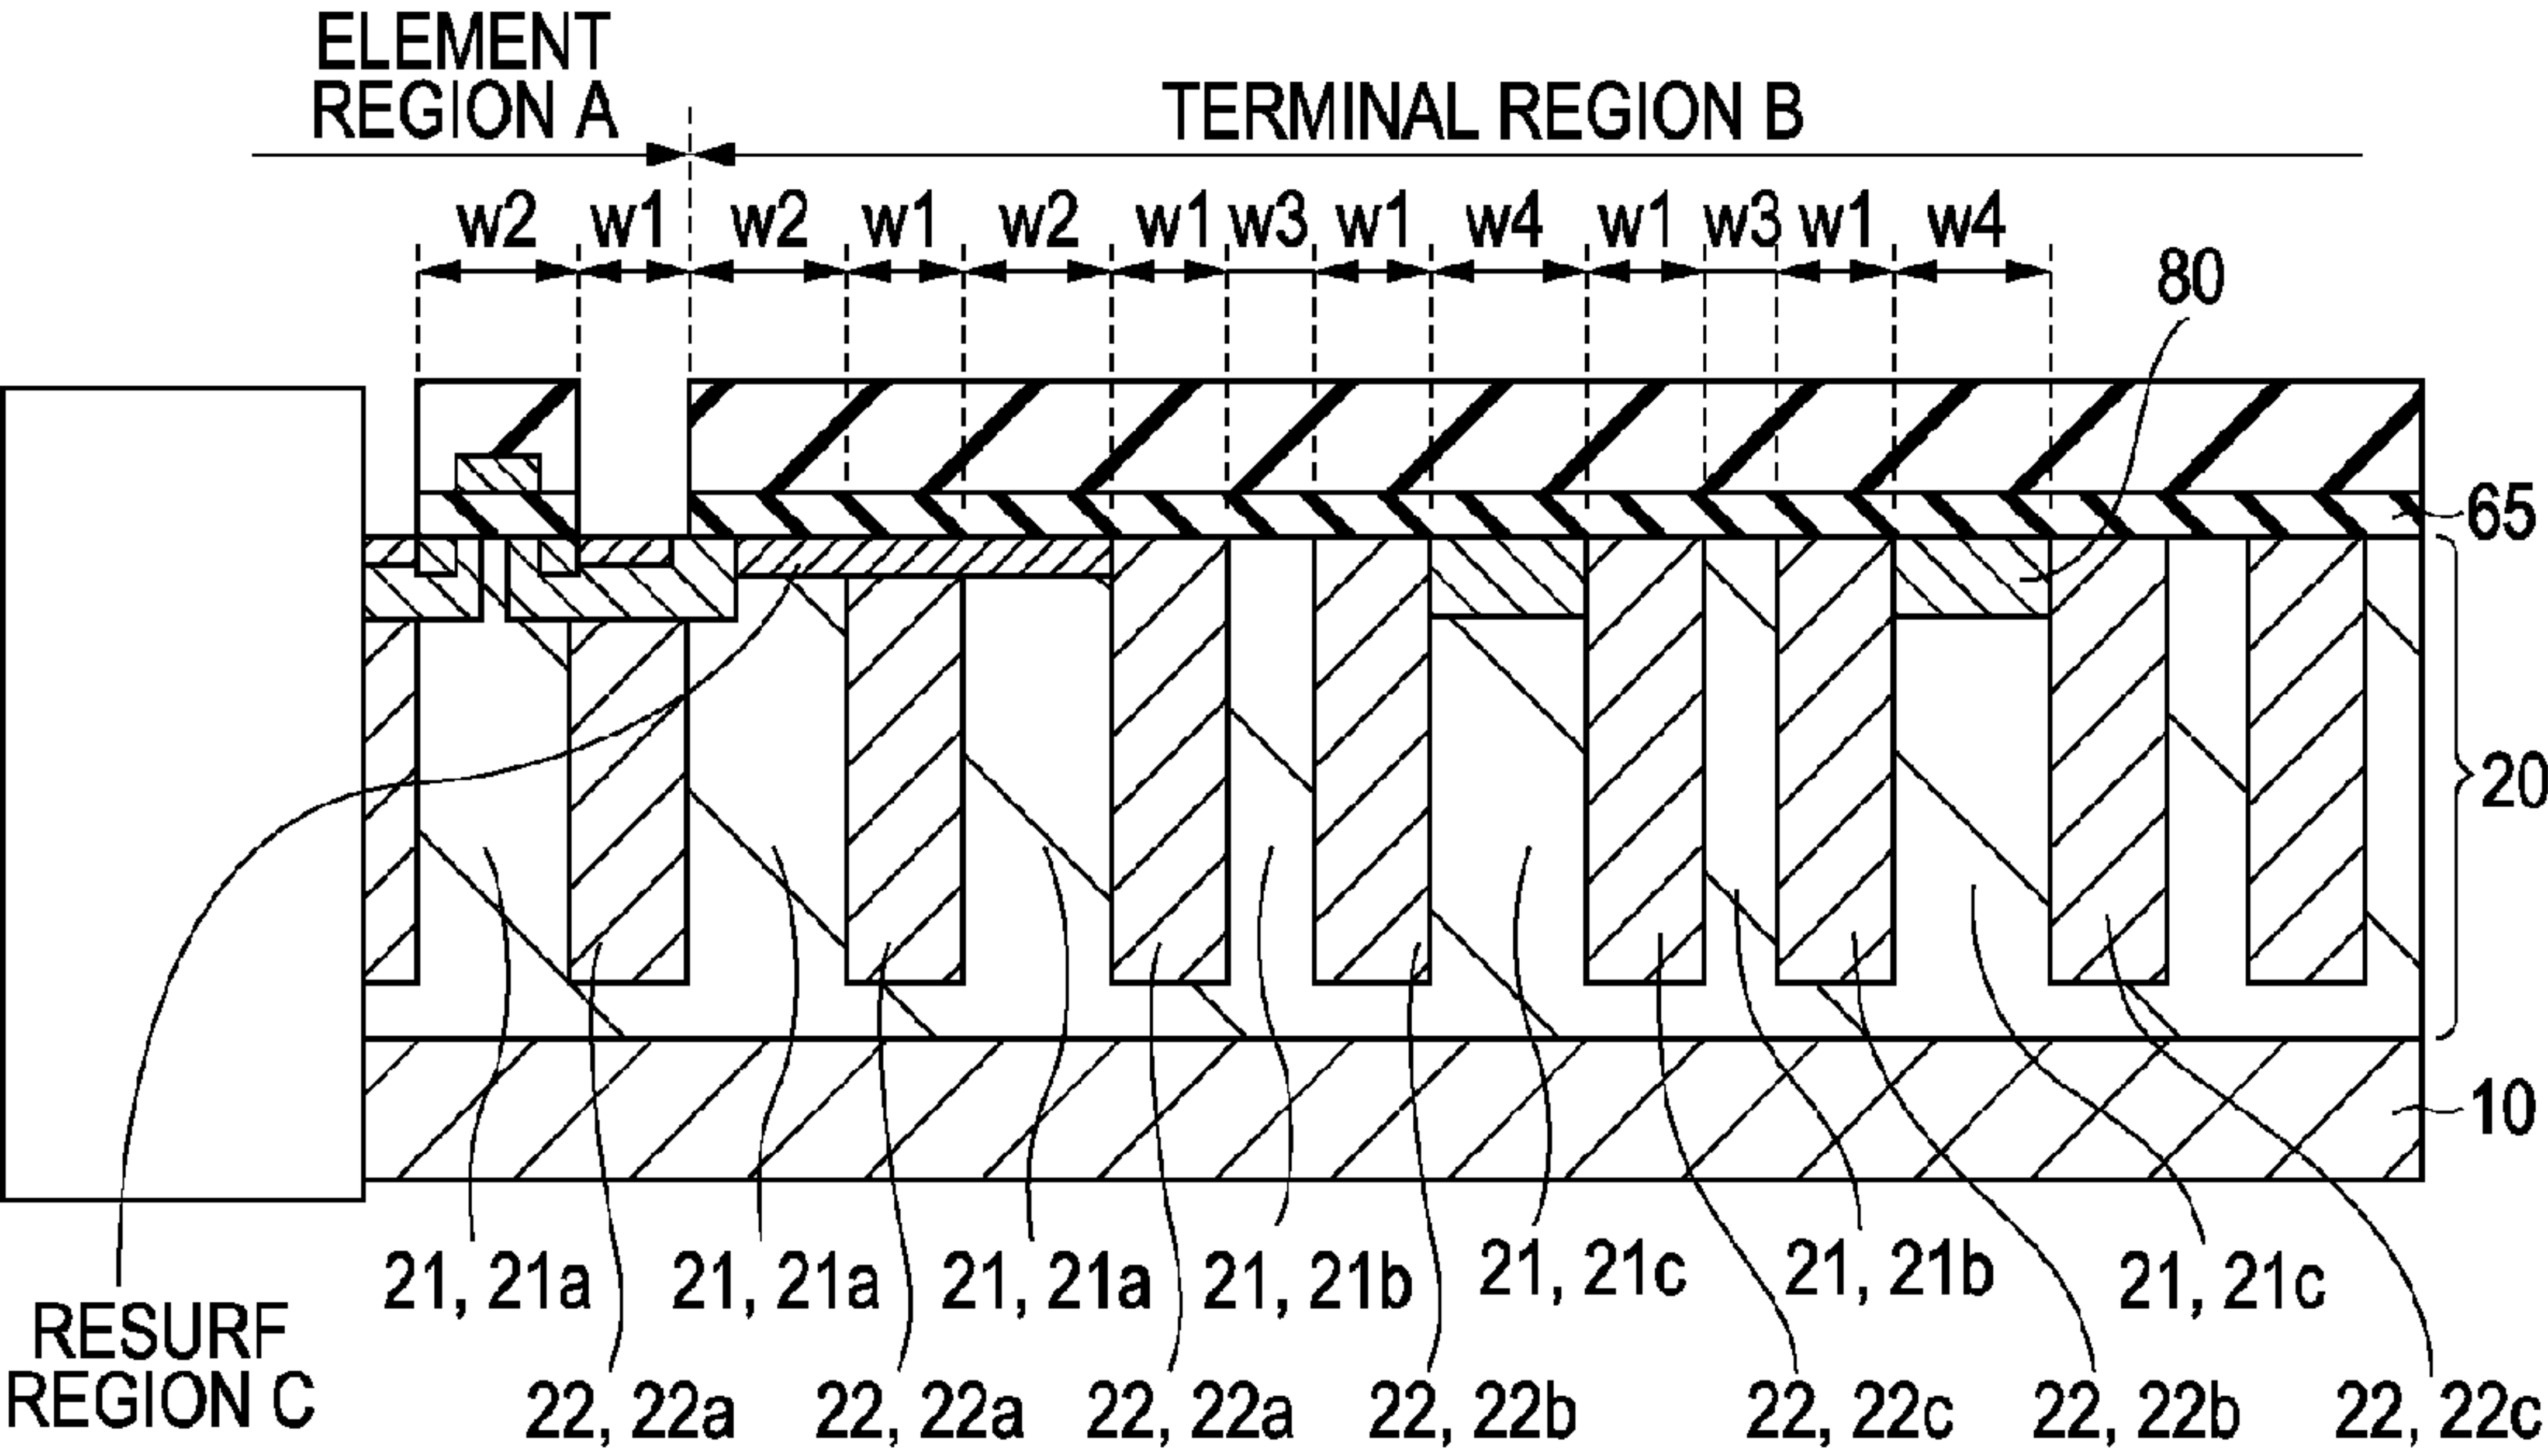 ELEMENT
REGION A
TERMINAL REGION B
w2 w1 w2 w1 w2 w1 w3 w1 w4 w1 w3 w1 w4
80
65
20
10
21, 21a 21, 21a 21, 21a 21, 21b 21, 21c 21, 21b 21, 21c
RESURF
REGION C
22, 22a 22, 22a 22, 22a 22, 22b 22, 22c 22, 22b 22, 22c